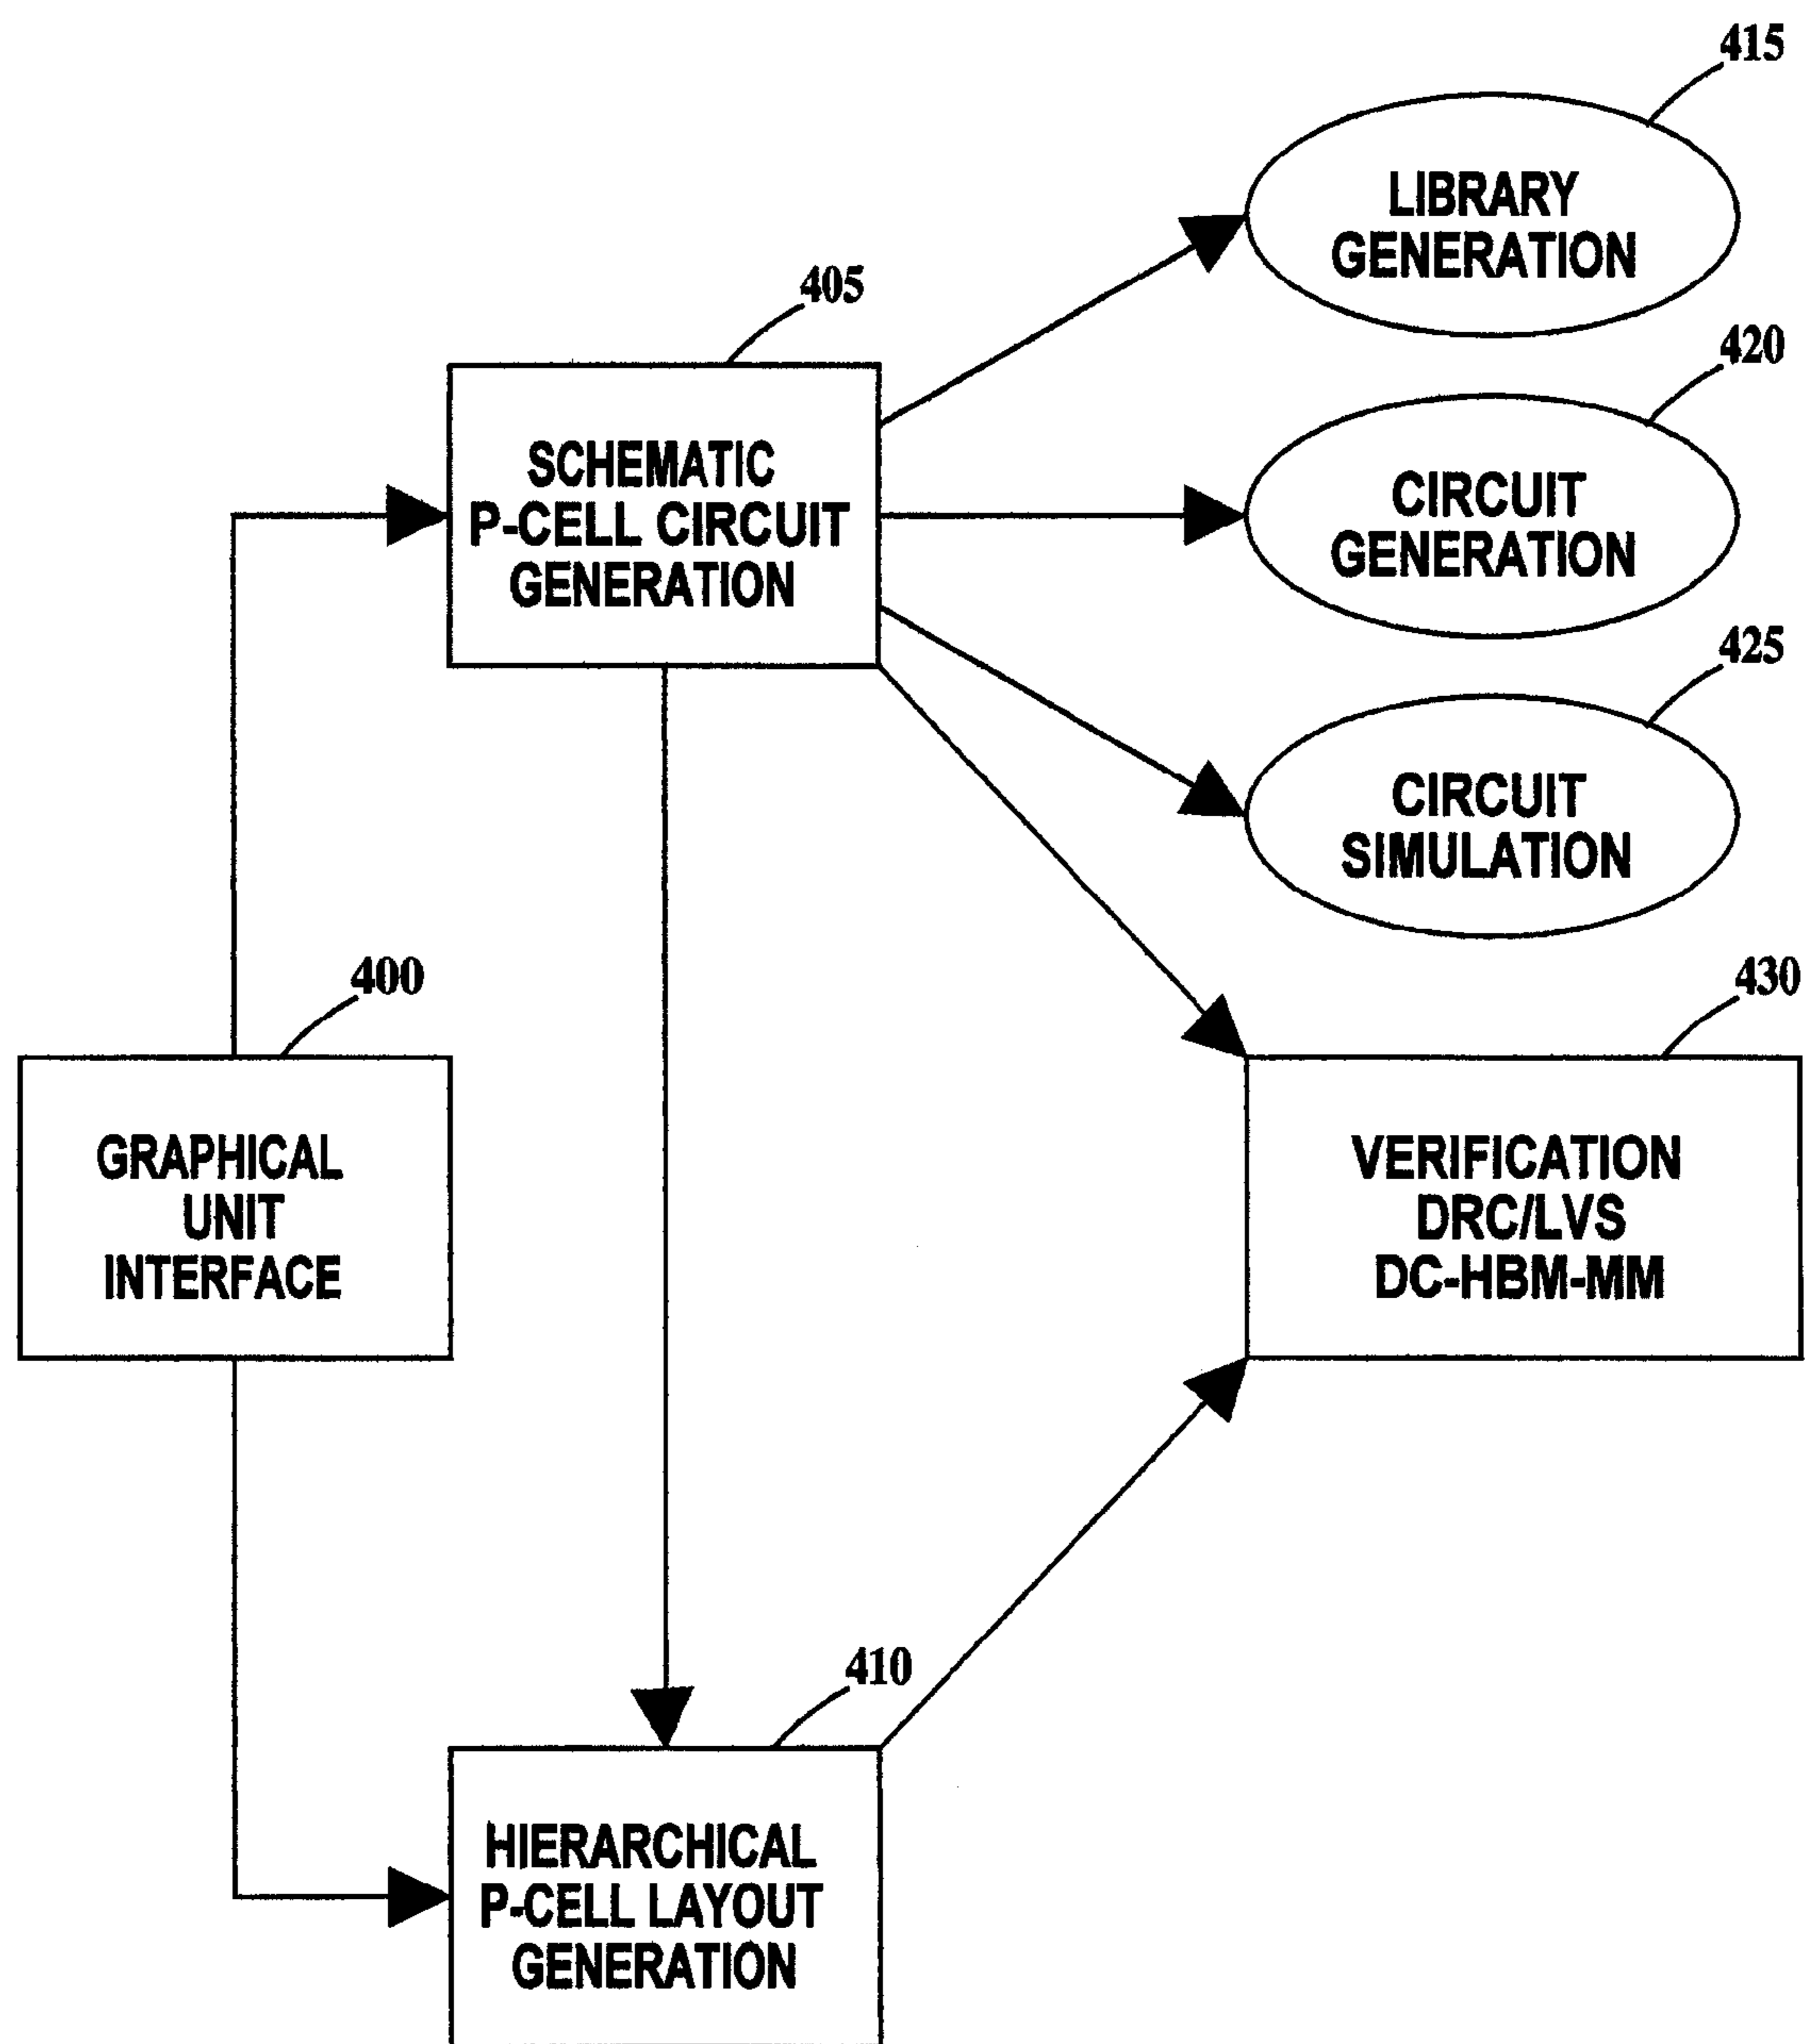 415
LIBRARY
GENERATION
405
420
SCHEMATIC
P-CELL CIRCUIT
GENERATION
CIRCUIT
GENERATION
425
CIRCUIT
SIMULATION
400
430
GRAPHICAL
UNIT
INTERFACE
VERIFICATION
DRC/LVS
DC-HBM-MM
410
HIERARCHICAL
P-CELL LAYOUT
GENERATION